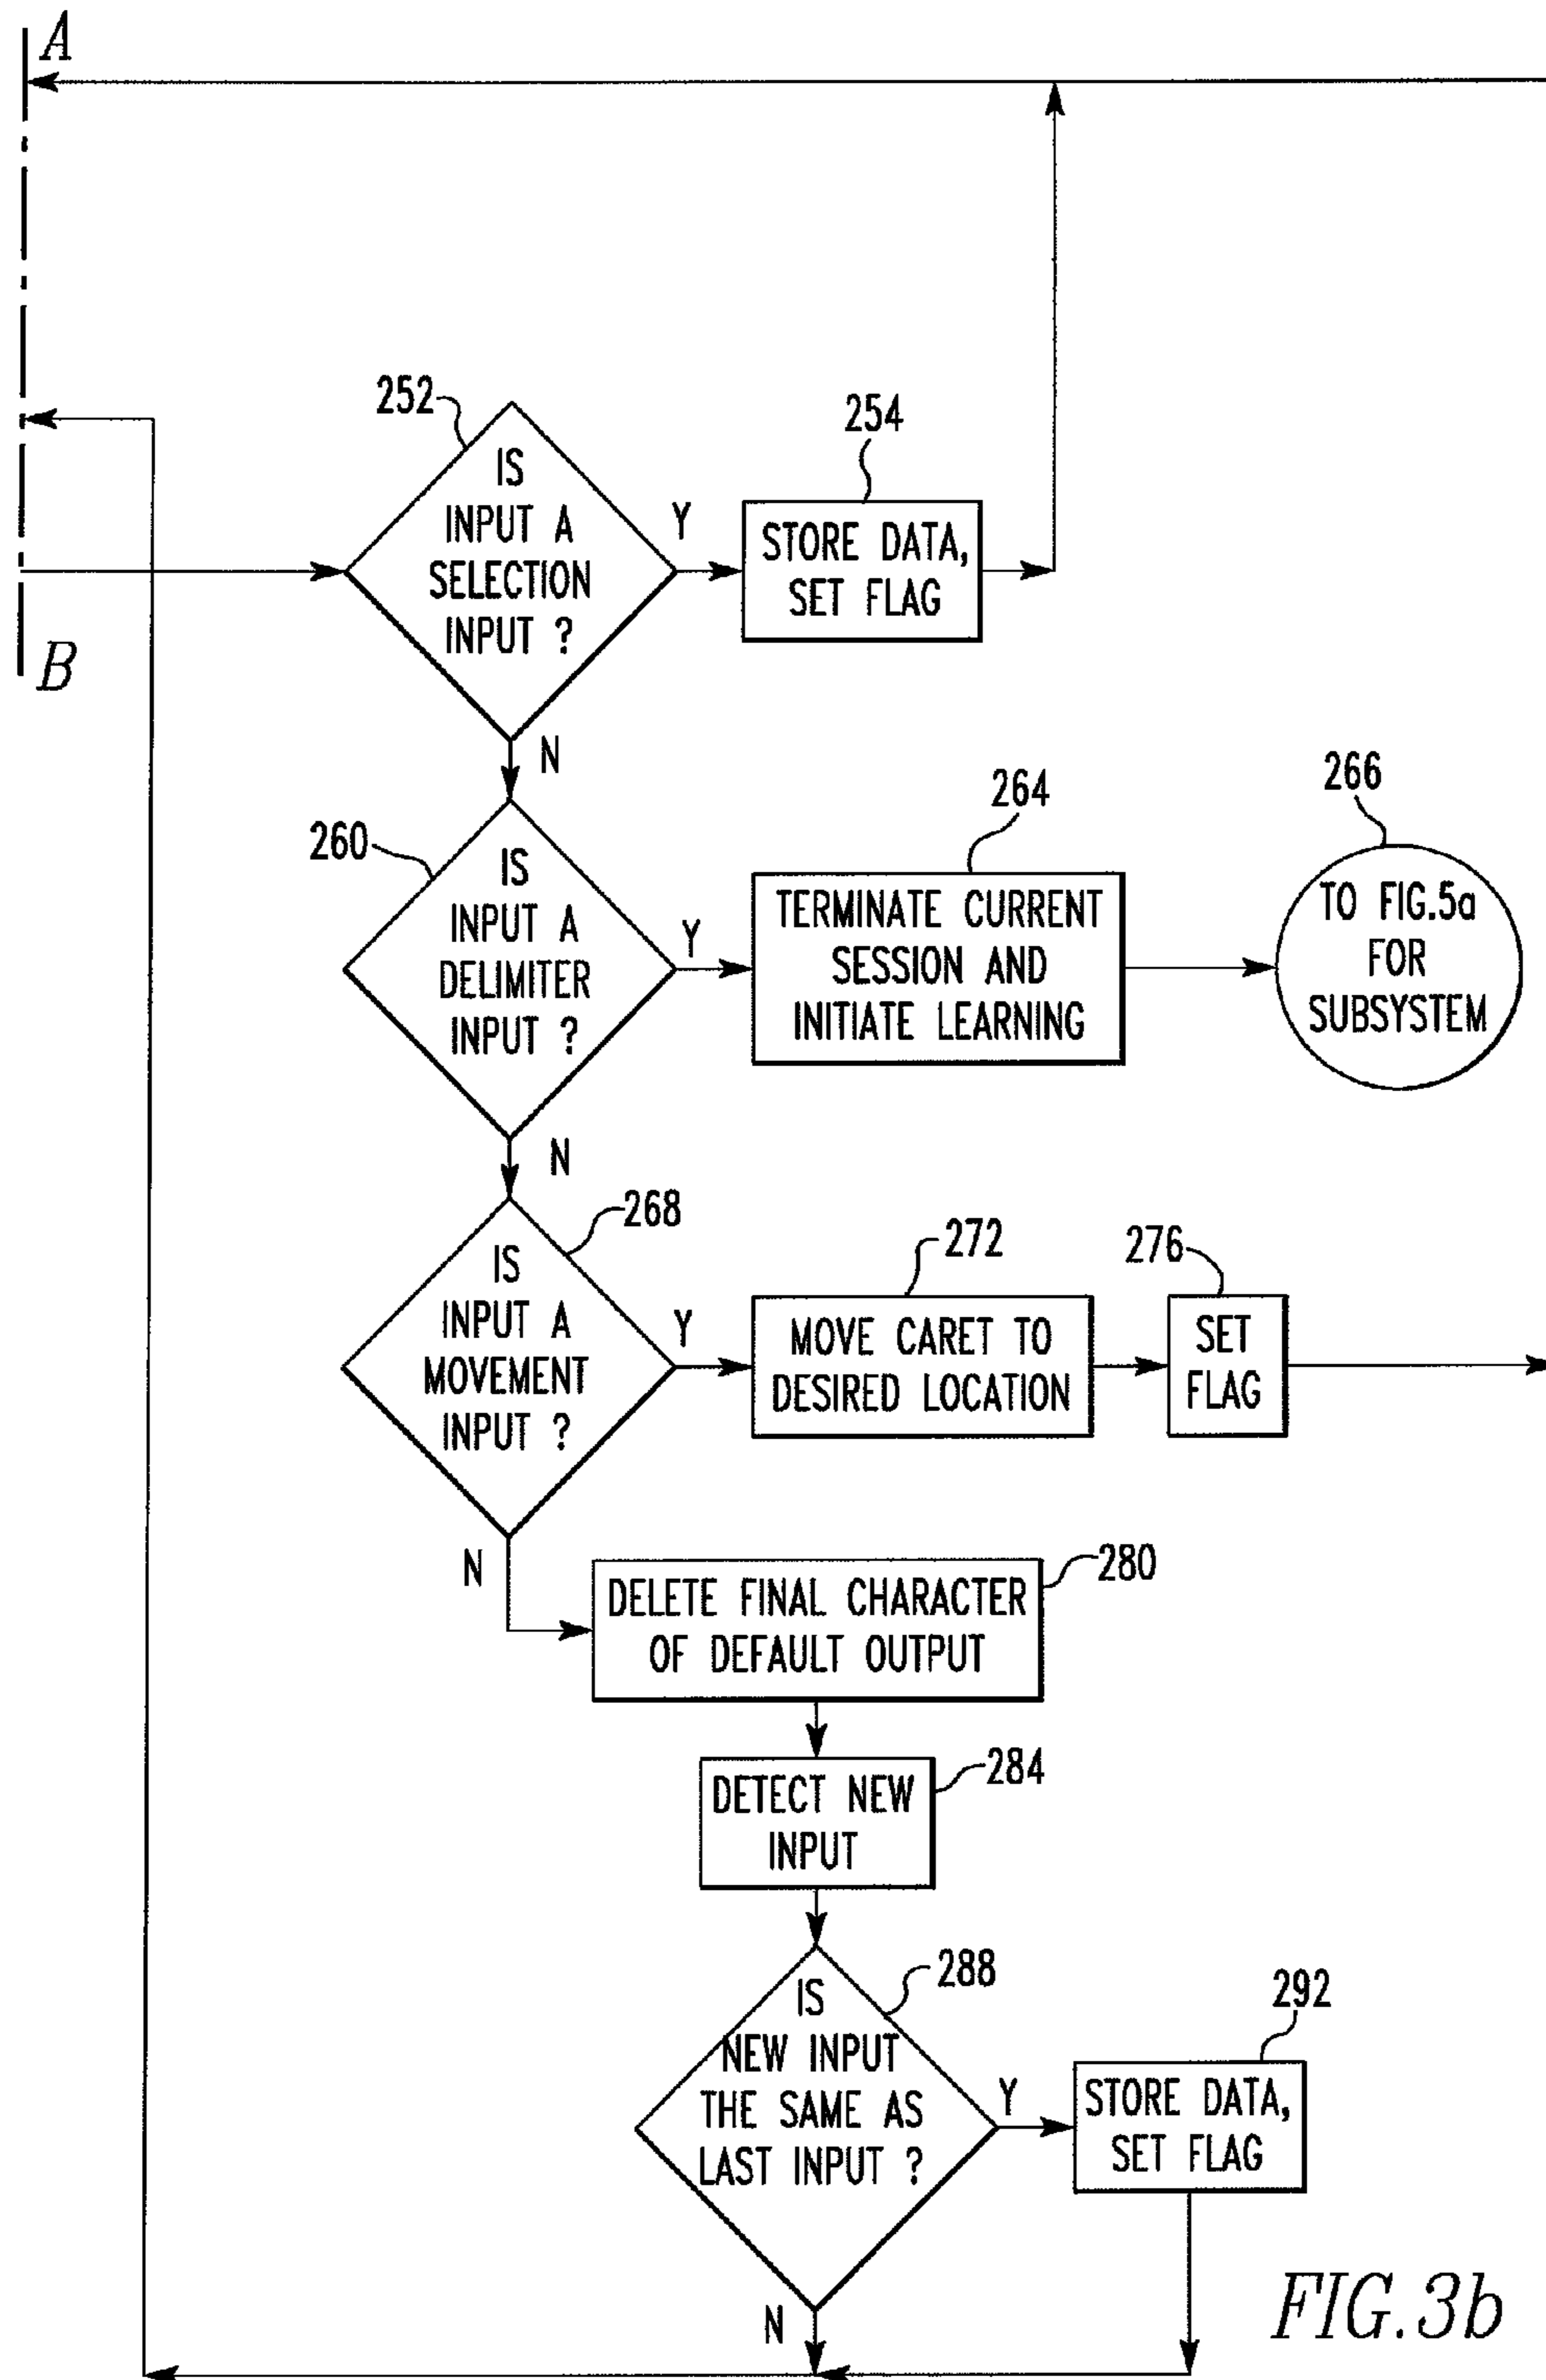 A
252
IS
INPUT A
SELECTION
INPUT ?
Y
254
STORE DATA,
SET FLAG
B
N
260
IS
INPUT A
DELIMITER
INPUT ?
Y
264
TERMINATE CURRENT
SESSION AND
INITIATE LEARNING
266
TO FIG.5a
FOR
SUBSYSTEM
N
268
IS
INPUT A
MOVEMENT
INPUT ?
Y
272
MOVE CARET TO
DESIRED LOCATION
276
SET
FLAG
N
280
DELETE FINAL CHARACTER
OF DEFAULT OUTPUT
284
DETECT NEW
INPUT
288
IS
NEW INPUT
THE SAME AS
LAST INPUT ?
Y
292
STORE DATA,
SET FLAG
N
FIG.3b